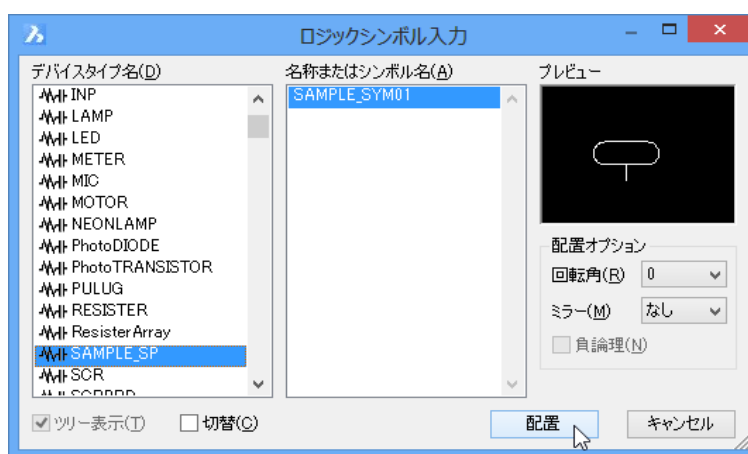 ロジックシンボル入力
デバイスタイプ名(D)
INP
LAMP
LED
METER
MIC
MOTOR
NEONLAMP
PhotoDIODE
PhotoTRANSISTOR
PULUG
RESISTER
ResisterArray
SAMPLE_SP
SCR
ツリー表示(T)
切替(C)
名称またはシンボル名(A)
SAMPLE_SYM01
プレビュー
配置オプション
回転角(R) 0
ミラー(M) なし
負論理(N)
配置
キャンセル